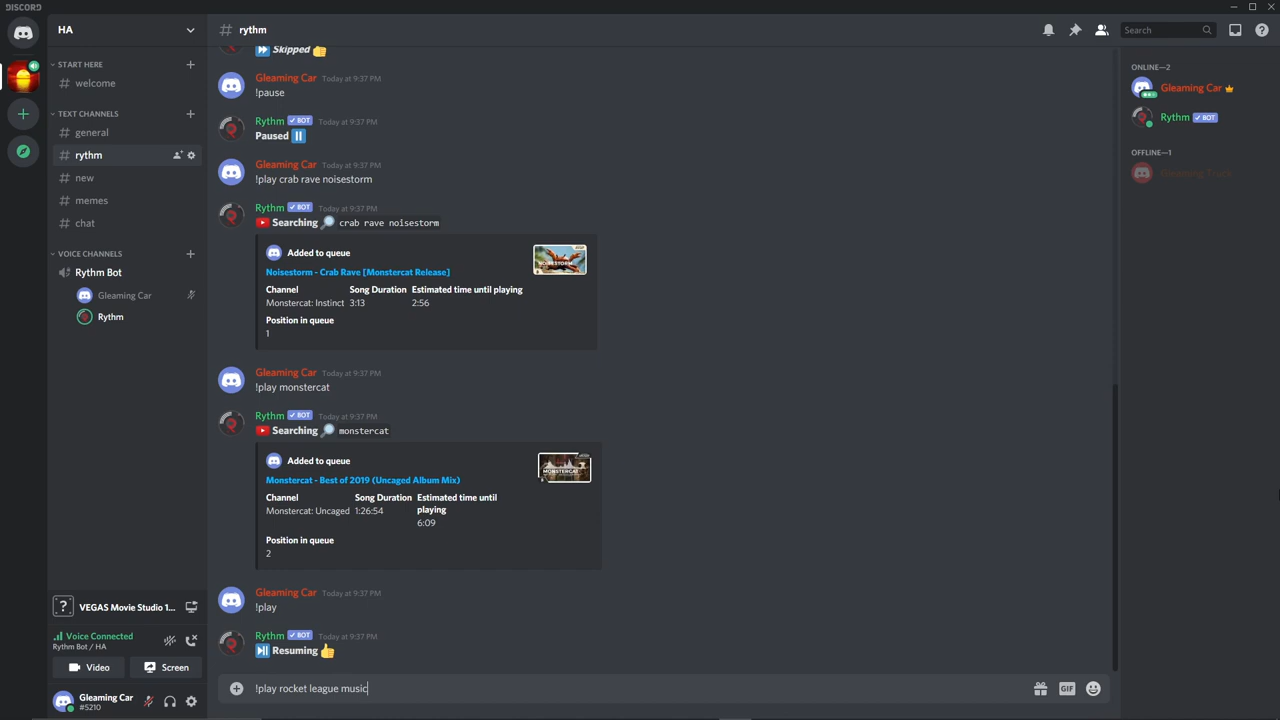 DISCORD
HA
rythm
Search
START HERE
welcome
TEXT CHANNELS
general
rythm
new
memes
chat
VOICE CHANNELS
Rythm Bot
Gleaming Car
Rythm
VEGAS Movie Studio 1...
Voice Connected
Rythm Bot / HA
Video
Screen
Gleaming Car
#5210
Skipped
Gleaming Car Today at 9:37 PM
!pause
Rythm BOT Today at 9:37 PM
Paused
Gleaming Car Today at 9:37 PM
!play crab rave noisestorm
Rythm BOT Today at 9:37 PM
Searching crab rave noisestorm
Added to queue
Noisestorm - Crab Rave [Monstercat Release]
Channel Song Duration Estimated time until playing
Monstercat: Instinct 3:13 2:56
Position in queue
1
Gleaming Car Today at 9:37 PM
!play monstercat
Rythm BOT Today at 9:37 PM
Searching monstercat
Added to queue
Monstercat - Best of 2019 (Uncaged Album Mix)
Channel Song Duration Estimated time until
playing
Monstercat: Uncaged 1:26:54
6:09
Position in queue
2
Gleaming Car Today at 9:37 PM
!play
Rythm BOT Today at 9:37 PM
Resuming
!play rocket league music
GIF
ONLINE—2
Gleaming Car
Rythm BOT
OFFLINE—1
Gleaming Truck